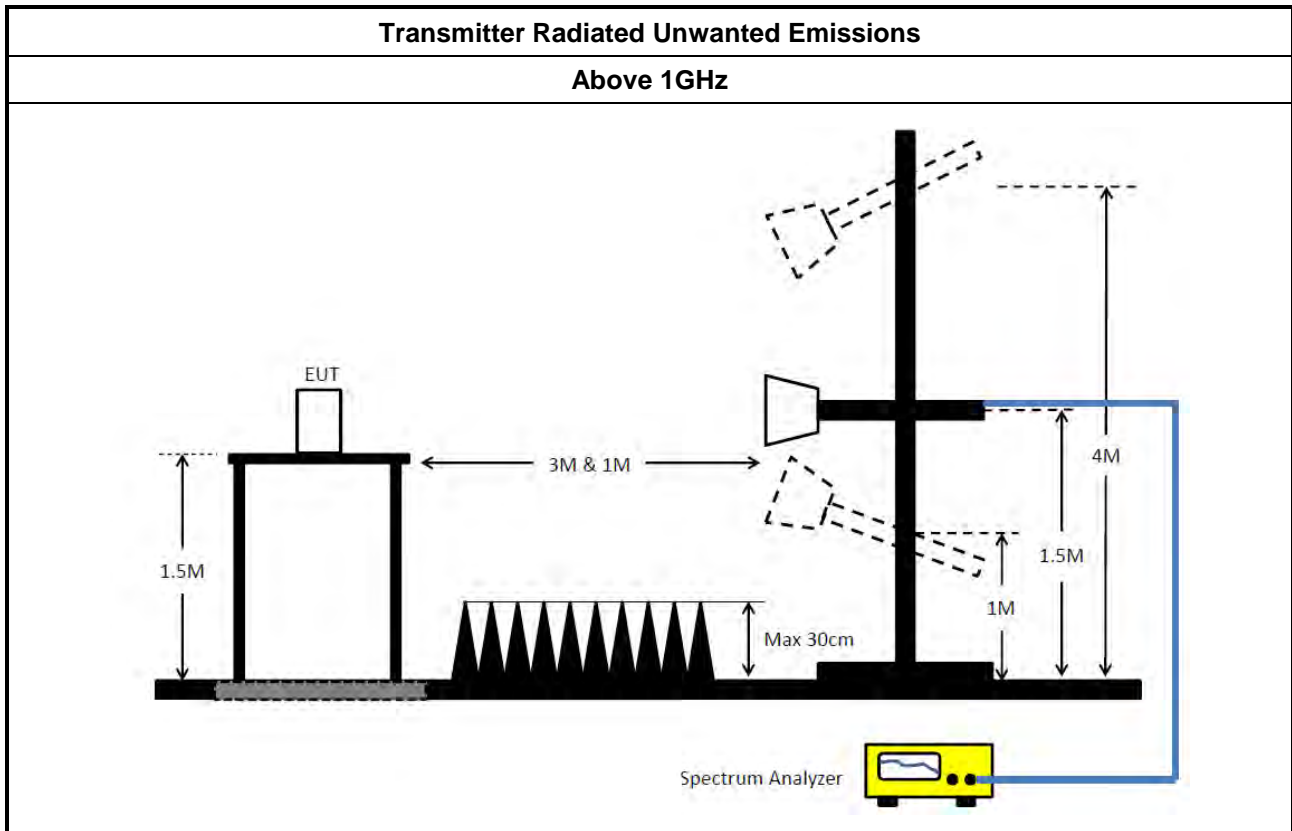 Transmitter Radiated Unwanted Emissions
Above 1GHz
EUT
3M & 1M
4M
1.5M
1.5M
1M
Max 30cm
Spectrum Analyzer